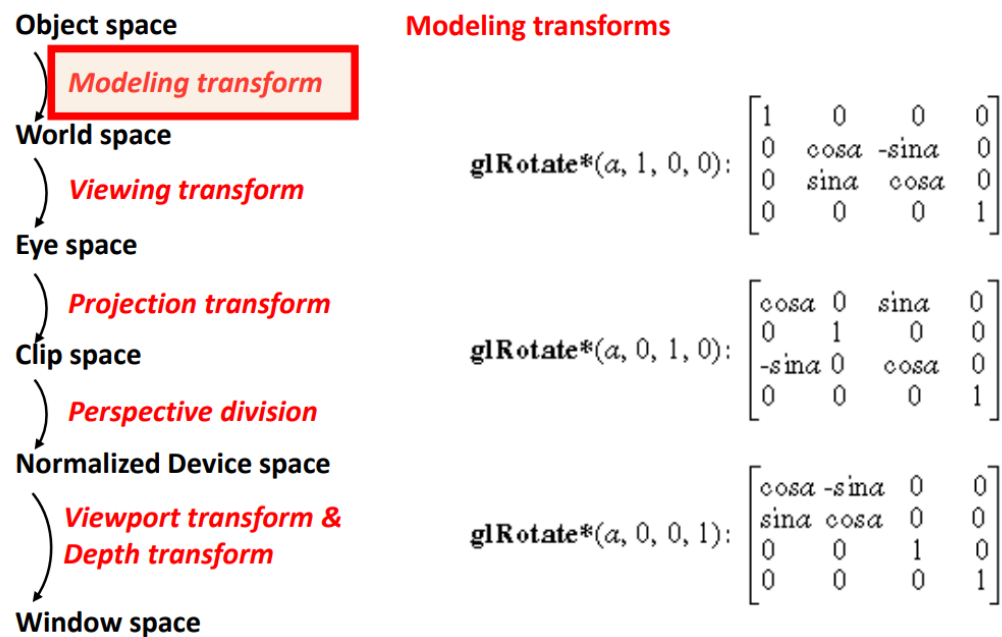 Object space
Modeling transform
World space
Viewing transform
Eye space
Projection transform
Clip space
Perspective division
Normalized Device space
Viewport transform &
Depth transform
Window space
Modeling transforms
glRotate*(a, 1, 0, 0):
1 0 0 0
0 cosa -sina 0
0 sina cosa 0
0 0 0 1
glRotate*(a, 0, 1, 0):
cosa 0 sina 0
0 1 0 0
-sina 0 cosa 0
0 0 0 1
glRotate*(a, 0, 0, 1):
cosa -sina 0 0
sina cosa 0 0
0 0 1 0
0 0 0 1